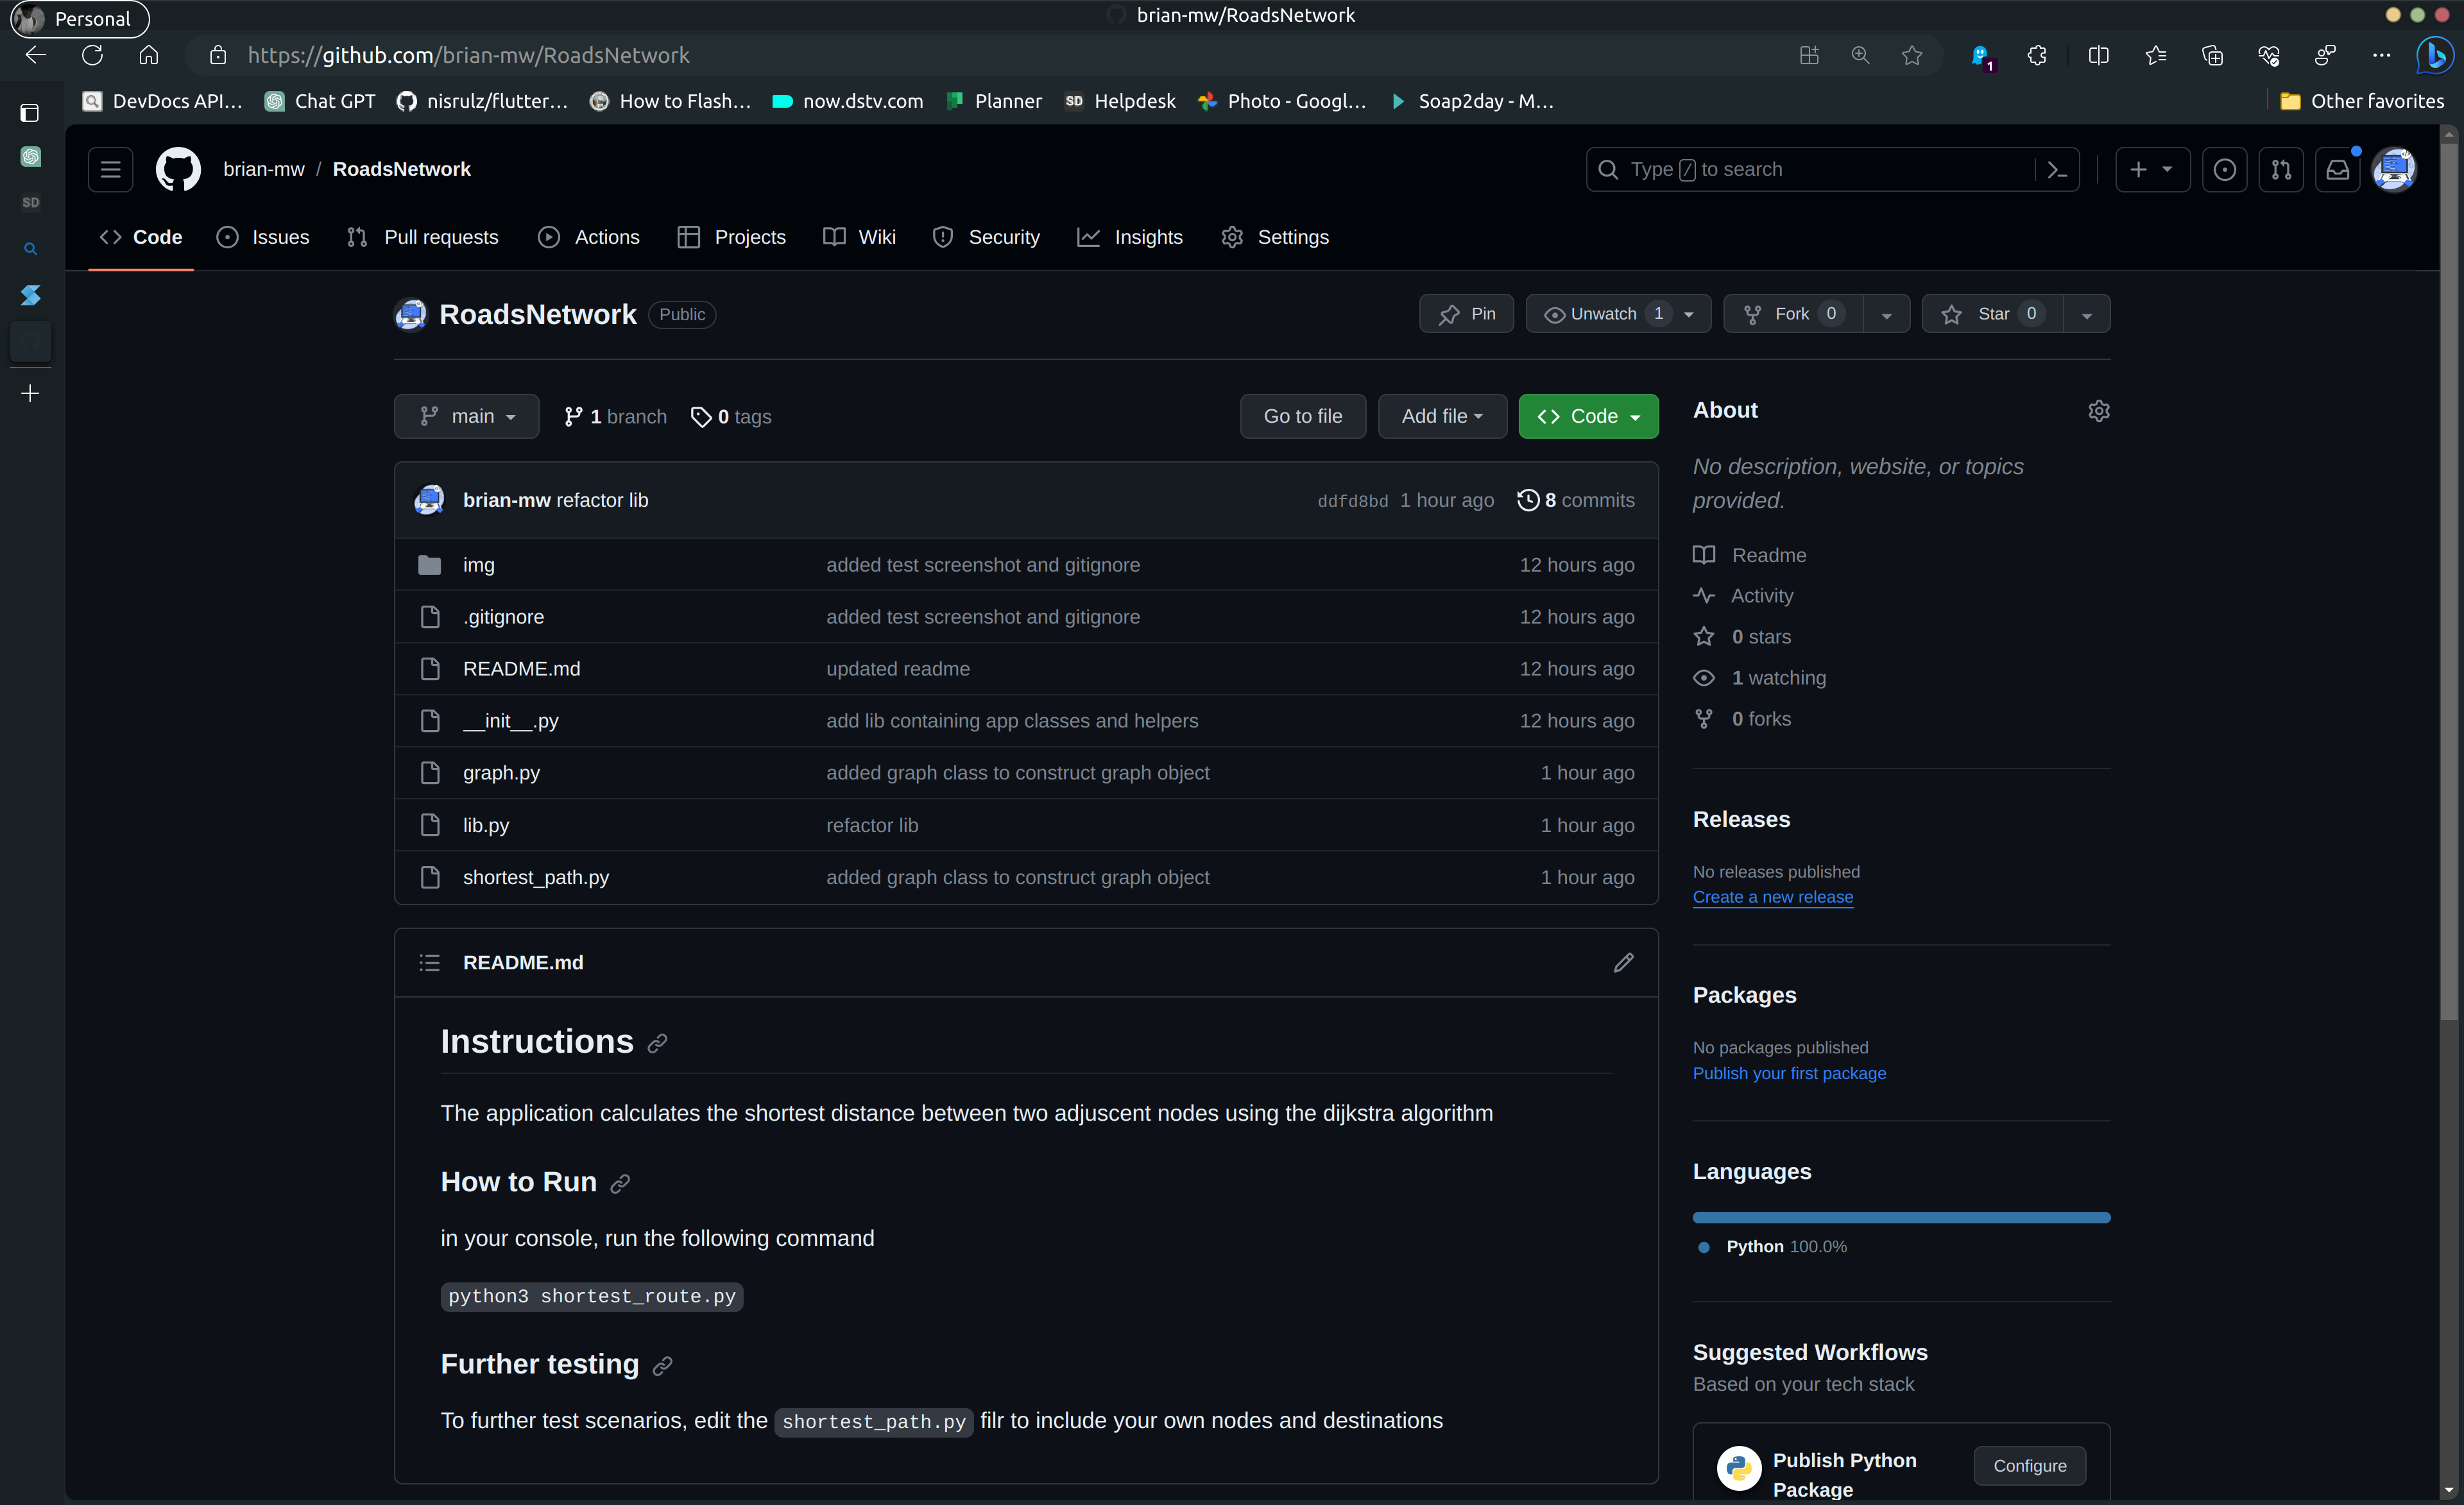 Personal
brian-mw/RoadsNetwork
https://github.com/brian-mw/RoadsNetwork
1
DevDocs API... Chat GPT nisrulz/flutter... How to Flash... now.dstv.com Planner SD Helpdesk Photo - Googl... Soap2day - M... Other favorites
SD
brian-mw / RoadsNetwork
Type / to search
Code Issues Pull requests Actions Projects Wiki Security Insights Settings
RoadsNetwork Public
Pin Unwatch 1 Fork 0 Star 0
main 1 branch 0 tags
Go to file Add file Code
brian-mw refactor lib ddfd8bd 1 hour ago 8 commits
img added test screenshot and gitignore 12 hours ago
.gitignore added test screenshot and gitignore 12 hours ago
README.md updated readme 12 hours ago
__init__.py add lib containing app classes and helpers 12 hours ago
graph.py added graph class to construct graph object 1 hour ago
lib.py refactor lib 1 hour ago
shortest_path.py added graph class to construct graph object 1 hour ago
README.md
Instructions
The application calculates the shortest distance between two adjuscent nodes using the dijkstra algorithm
How to Run
in your console, run the following command
python3 shortest_route.py
Further testing
To further test scenarios, edit the shortest_path.py filr to include your own nodes and destinations
About
No description, website, or topics
provided.
Readme
Activity
0 stars
1 watching
0 forks
Releases
No releases published
Create a new release
Packages
No packages published
Publish your first package
Languages
Python 100.0%
Suggested Workflows
Based on your tech stack
Publish Python
Package
Configure